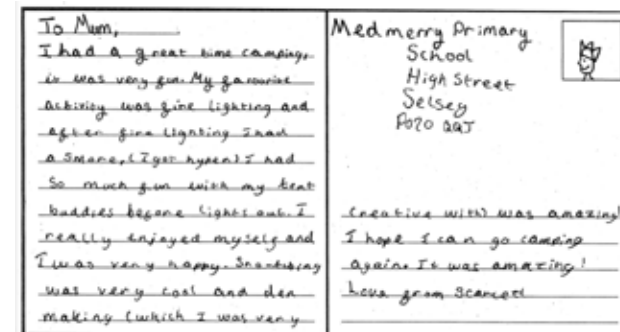 To Mum,
I had a great time camping,
it was very fun. My favourite
activity was fire lighting and
after fire lighting I had
a Smore, (I got hyper) I had
So much fun with my tent
buddies before lights out. I
really enjoyed myself and
I was very happy.
was very cool and den
making (which I was very
Medmerry Primary
School
High Street
Selsey
PO20
creative with) was amazing!
I hope I can go camping
again. It was amazing!
Love from